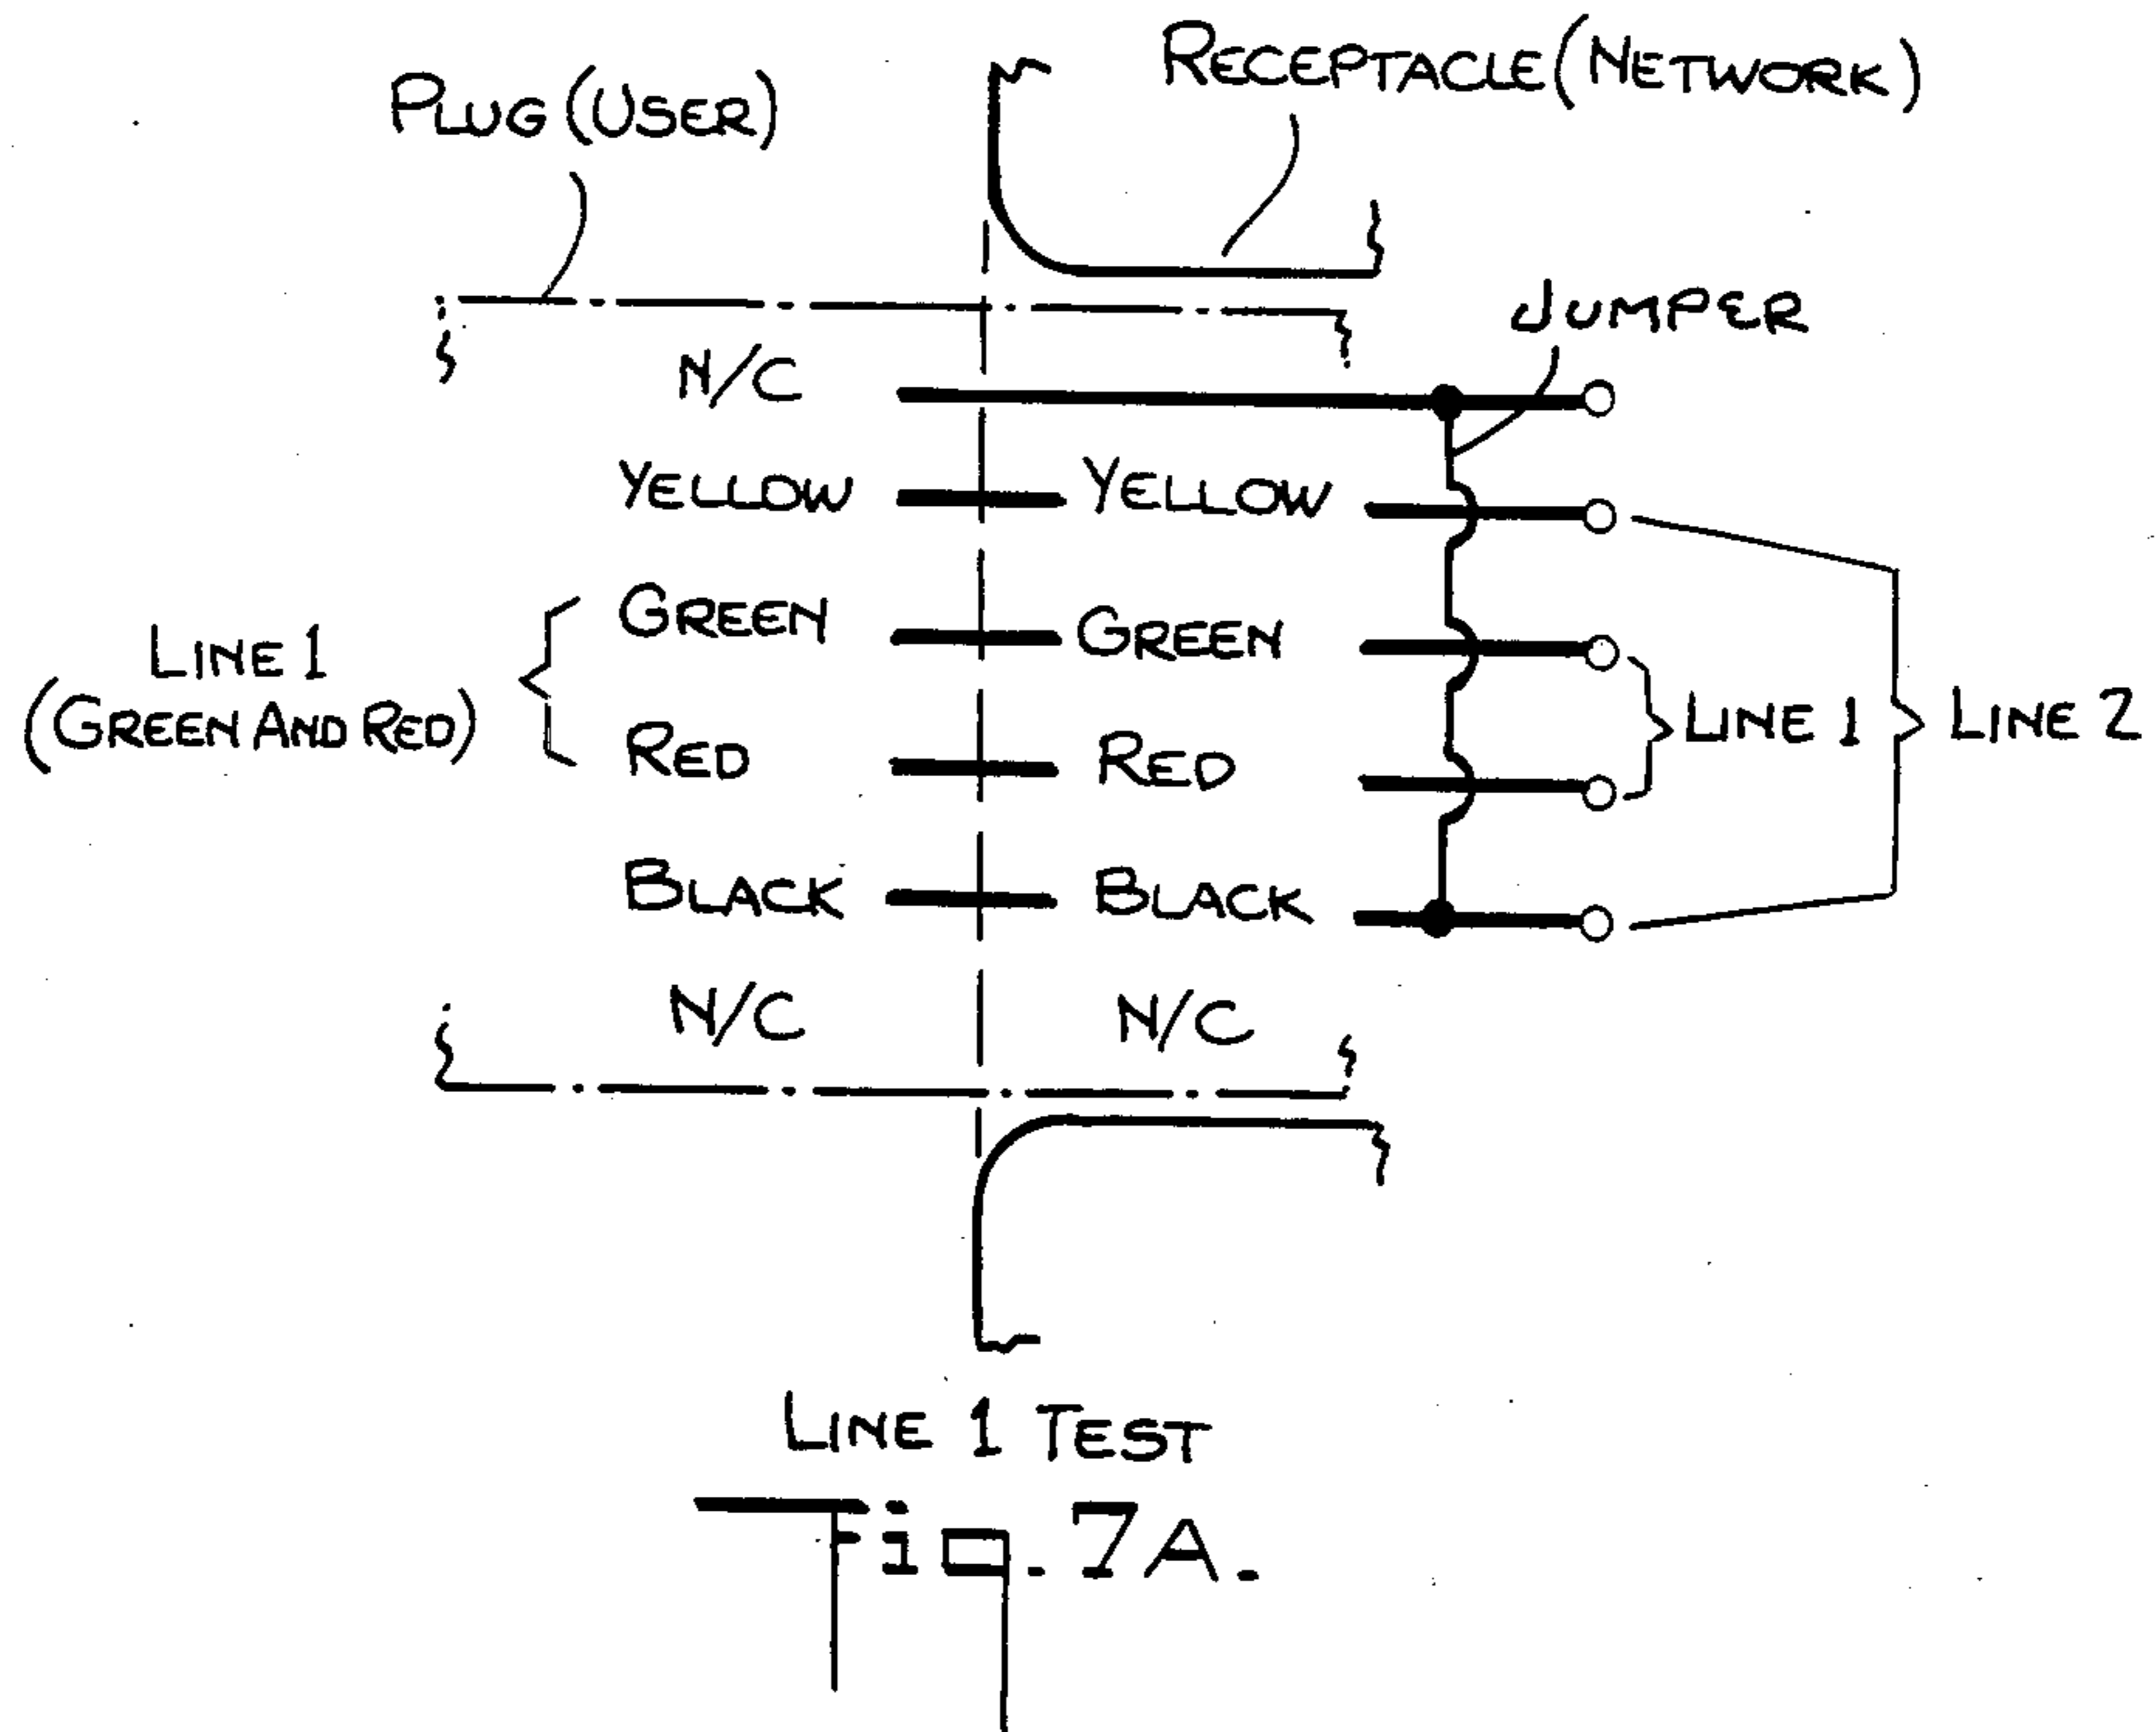 PLUG (USER)
RECEPTACLE (NETWORK)
JUMPER
N/C
YELLOW
YELLOW
GREEN
GREEN
LINE 1
(GREEN AND RED)
LINE 1
LINE 2
RED
RED
BLACK
BLACK
N/C
N/C
LINE 1 TEST
Fig. 7A.